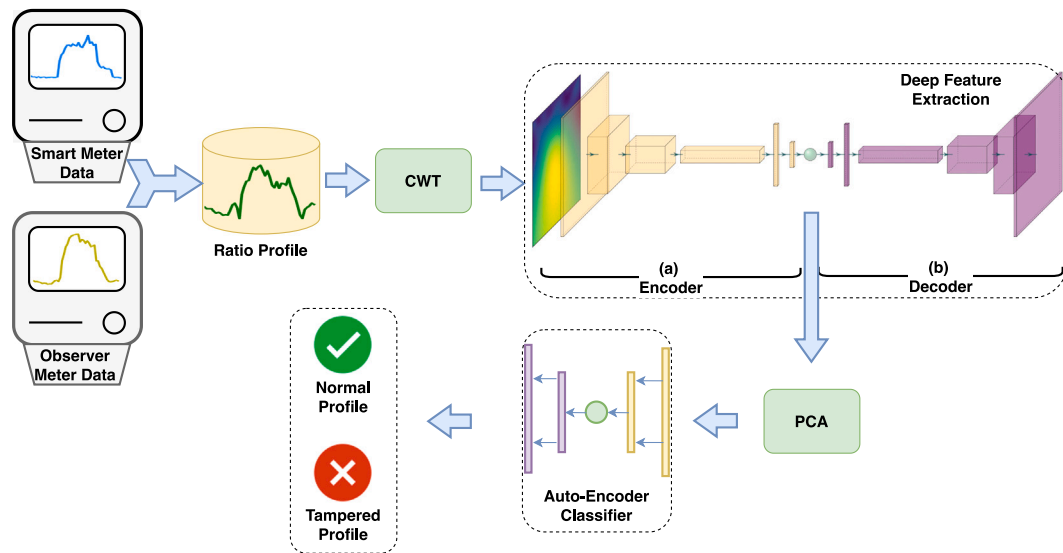 Smart Meter
Data
Observer
Meter Data
Ratio Profile
CWT
Deep Feature
Extraction
(a)
Encoder
(b)
Decoder
PCA
Auto-Encoder
Classifier
Normal
Profile
Tampered
Profile